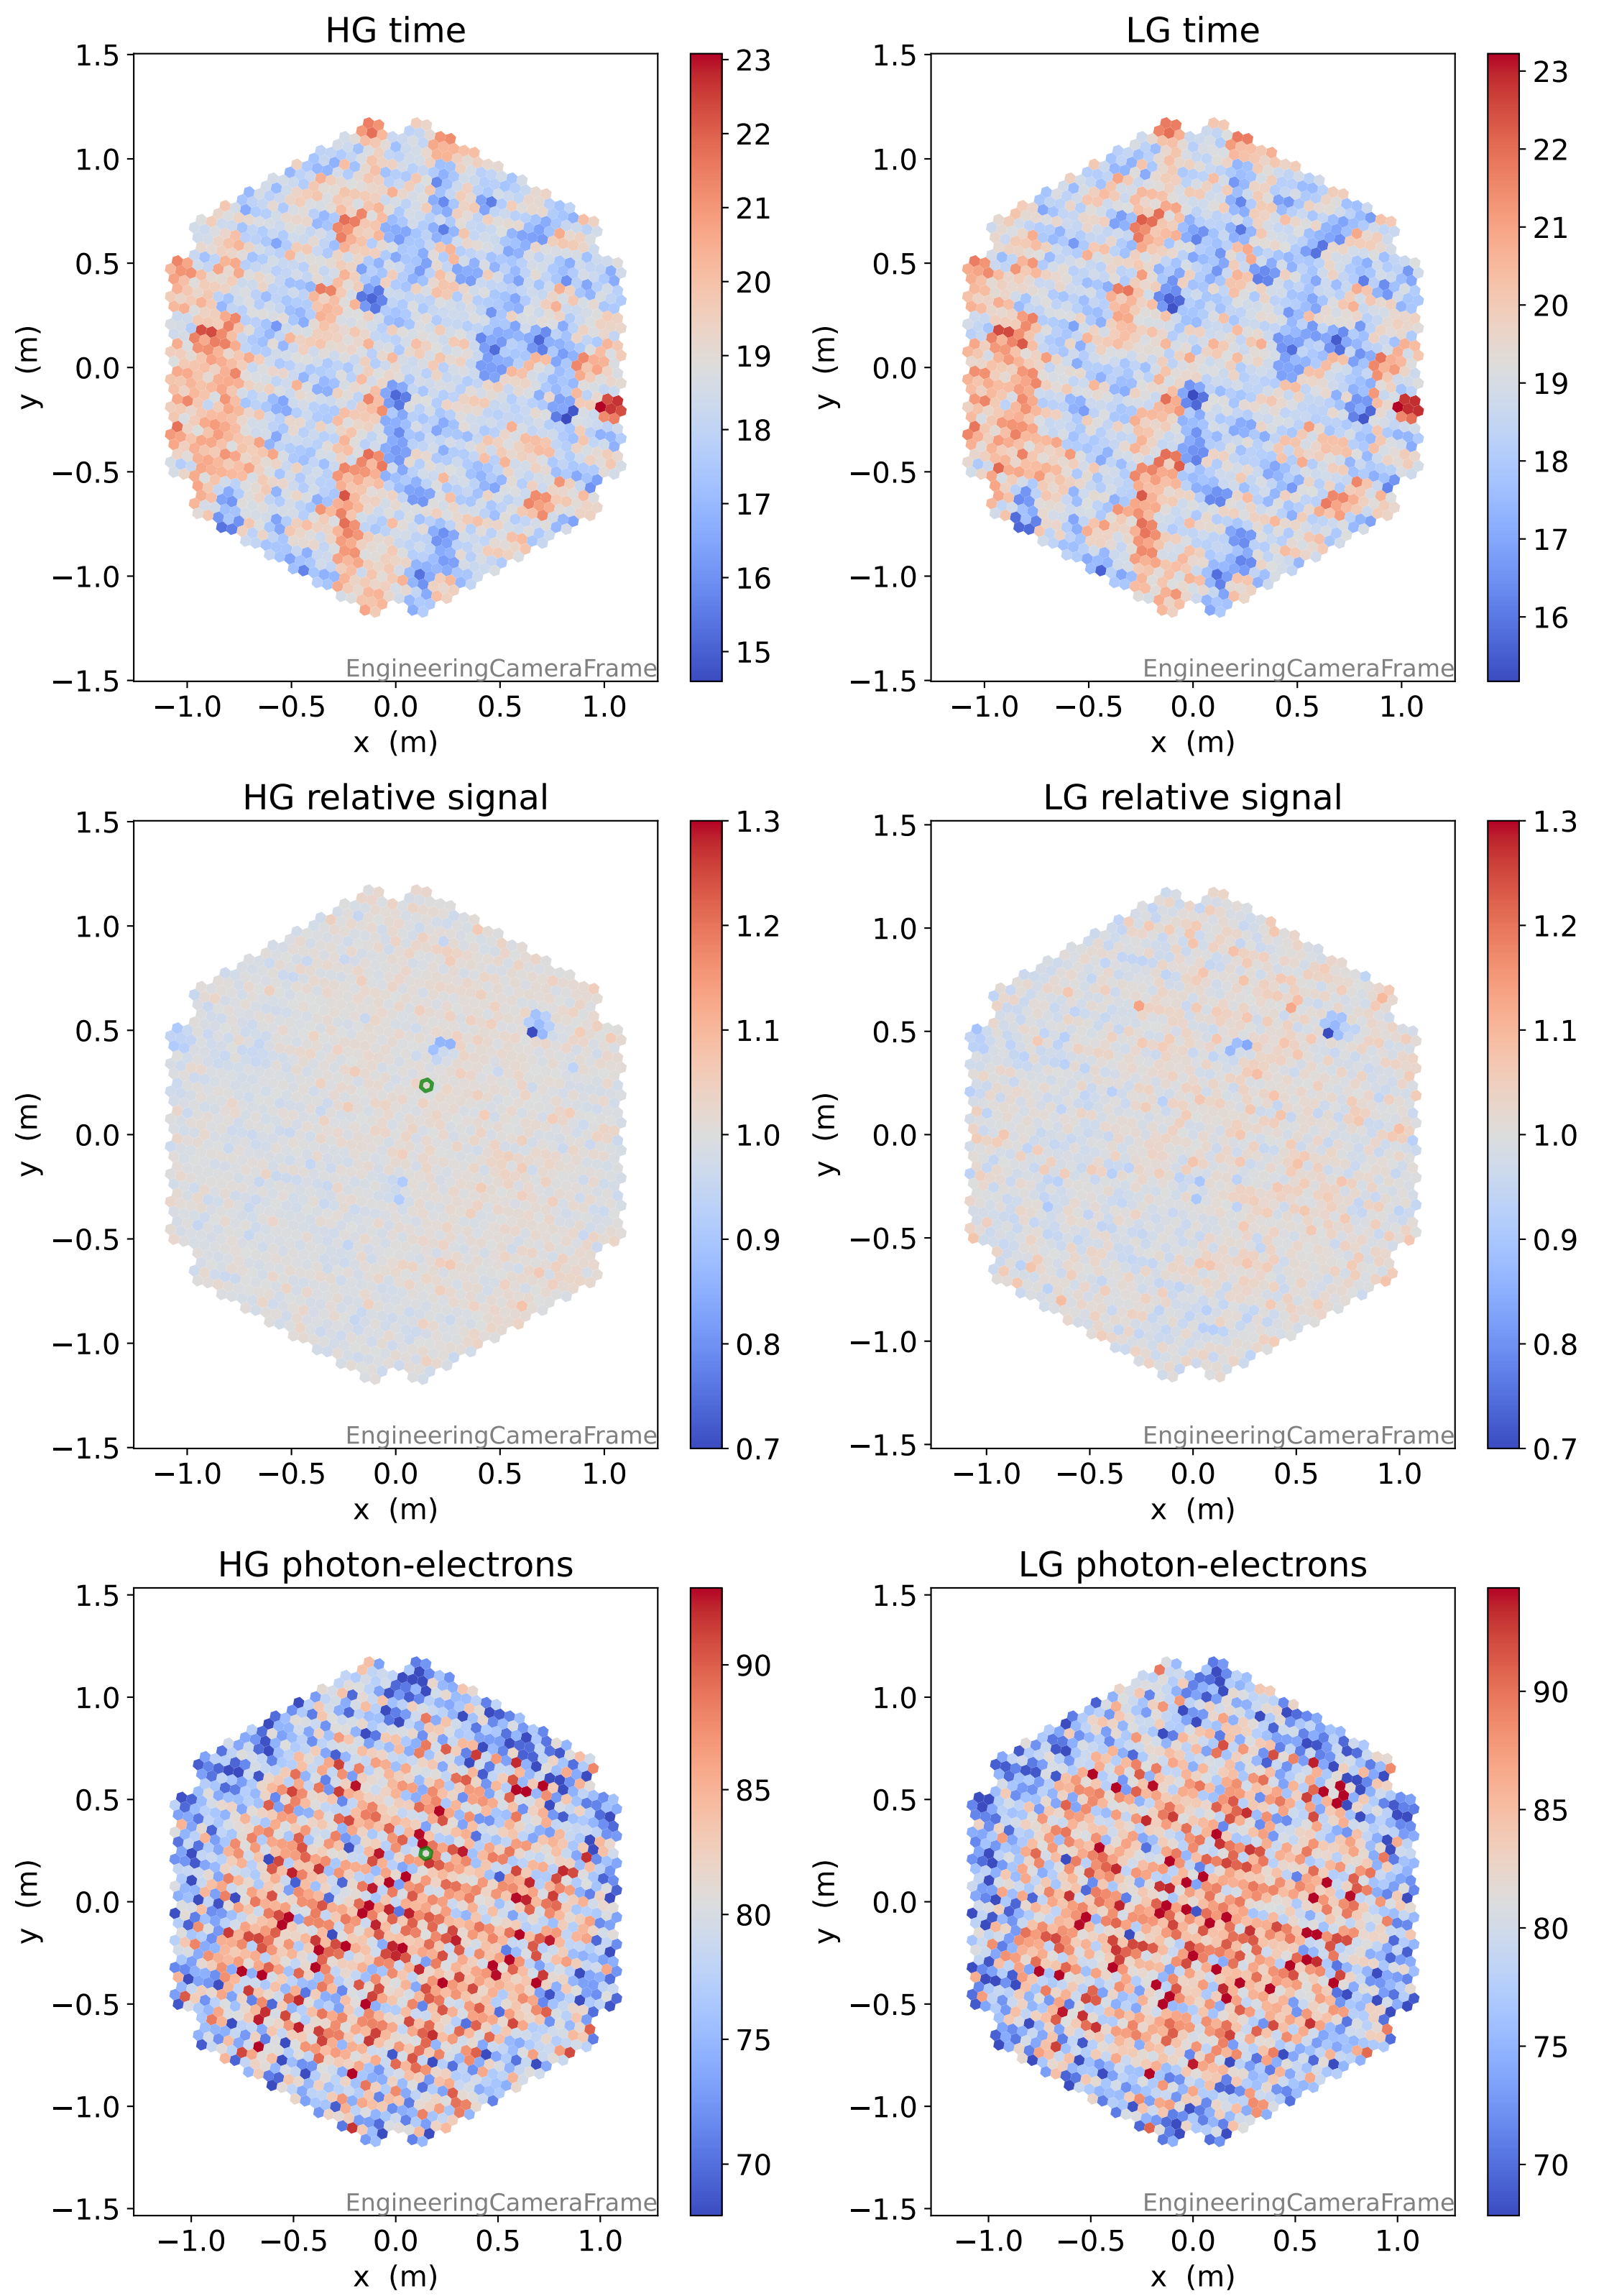 HG time
1.5
1.0
0.5
0.0
−0.5
−1.0
−1.5
y (m)
−1.0 −0.5 0.0 0.5 1.0
x (m)
EngineeringCameraFrame
23
22
21
20
19
18
17
16
15
LG time
1.5
1.0
0.5
0.0
−0.5
−1.0
−1.5
y (m)
−1.0 −0.5 0.0 0.5 1.0
x (m)
EngineeringCameraFrame
23
22
21
20
19
18
17
16
HG relative signal
1.5
1.0
0.5
0.0
−0.5
−1.0
−1.5
y (m)
−1.0 −0.5 0.0 0.5 1.0
x (m)
EngineeringCameraFrame
1.3
1.2
1.1
1.0
0.9
0.8
0.7
LG relative signal
1.5
1.0
0.5
0.0
−0.5
−1.0
−1.5
y (m)
−1.0 −0.5 0.0 0.5 1.0
x (m)
EngineeringCameraFrame
1.3
1.2
1.1
1.0
0.9
0.8
0.7
HG photon-electrons
1.5
1.0
0.5
0.0
−0.5
−1.0
−1.5
y (m)
−1.0 −0.5 0.0 0.5 1.0
x (m)
EngineeringCameraFrame
90
85
80
75
70
LG photon-electrons
1.5
1.0
0.5
0.0
−0.5
−1.0
−1.5
y (m)
−1.0 −0.5 0.0 0.5 1.0
x (m)
EngineeringCameraFrame
90
85
80
75
70